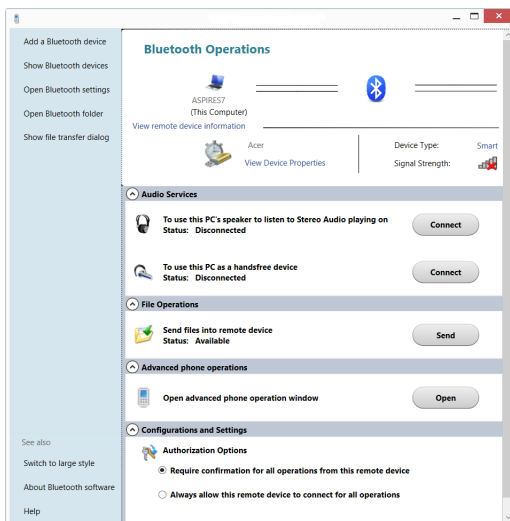 Add a Bluetooth device
Show Bluetooth devices
Open Bluetooth settings
Open Bluetooth folder
Show file transfer dialog
See also
Switch to large style
About Bluetooth software
Help
Bluetooth Operations
ASPIRES7
(This Computer)
View remote device information
Acer
View Device Properties
Device Type: Smart
Signal Strength:
Audio Services
To use this PC's speaker to listen to Stereo Audio playing on
Status: Disconnected
Connect
To use this PC as a handsfree device
Status: Disconnected
Connect
File Operations
Send files into remote device
Status: Available
Send
Advanced phone operations
Open advanced phone operation window
Open
Configurations and Settings
Authorization Options
Require confirmation for all operations from this remote device
Always allow this remote device to connect for all operations